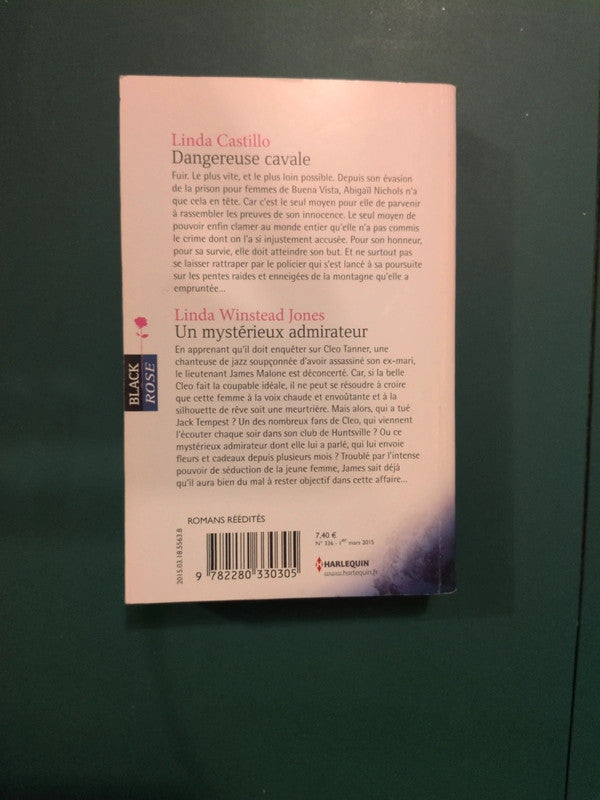 Linda Castillo
Dangereuse cavale
Fuir. Le plus vite, et le plus loin possible. Depuis son évasion
de la prison pour femmes de Buena Vista, Abigaïl Nichols n'a
que cela en tête. Car c'est le seul moyen pour elle de parvenir
à rassembler les preuves de son innocence. Le seul moyen de
pouvoir enfin clamer au monde entier qu'elle n'a pas commis
le crime dont on l'a si injustement accusée. Pour son honneur,
pour sa survie, elle doit atteindre son but. Et ne surtout pas
se laisser rattraper par le policier qui s'est lancé à sa poursuite
sur les pentes raides et enneigées de la montagne qu'elle a
empruntée...
Linda Winstead Jones
Un mystérieux admirateur
En apprenant qu'il doit enquêter sur Cleo Tanner, une
chanteuse de jazz soupçonnée d'avoir assassiné son ex-mari,
le lieutenant James Malone est déconcerté. Car, si la belle
Cleo fait la coupable idéale, il ne peut se résoudre à croire
que cette femme à la voix chaude et envoûtante et à la
silhouette de rêve soit une meurtrière. Mais alors, qui a tué
Jack Tempest ? Un des nombreux fans de Cleo, qui viennent
l'écouter chaque soir dans son club de Huntsville ? Ou ce
mystérieux admirateur dont elle lui a parlé, qui lui envoie
fleurs et cadeaux depuis plusieurs mois ? Troublé par l'intense
pouvoir de séduction de la jeune femme, James sait déjà
qu'il aura bien du mal à rester objectif dans cette affaire...
BLACK
ROSE
ROMANS RÉÉDITÉS
2015.03.18.5563.8
9 782280 330305
7,40 €
N° 336 - 1er mars 2015
HARLEQUIN
www.harlequin.fr